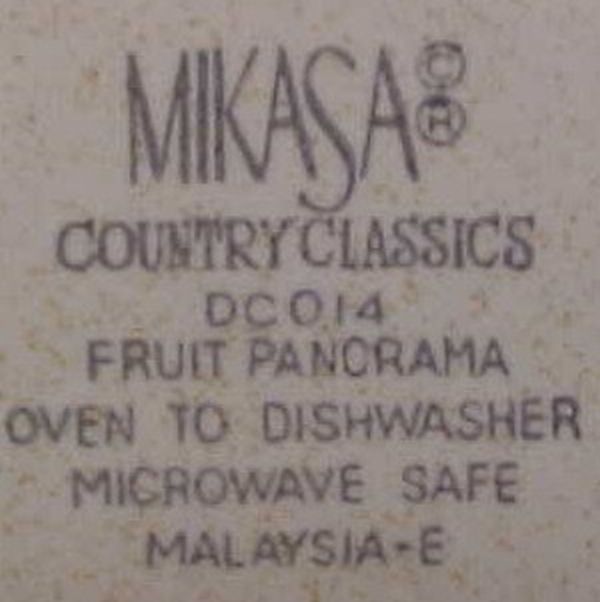 MIKASA © ®
COUNTRY CLASSICS
DC014
FRUIT PANORAMA
OVEN TO DISHWASHER
MICROWAVE SAFE
MALAYSIA-E